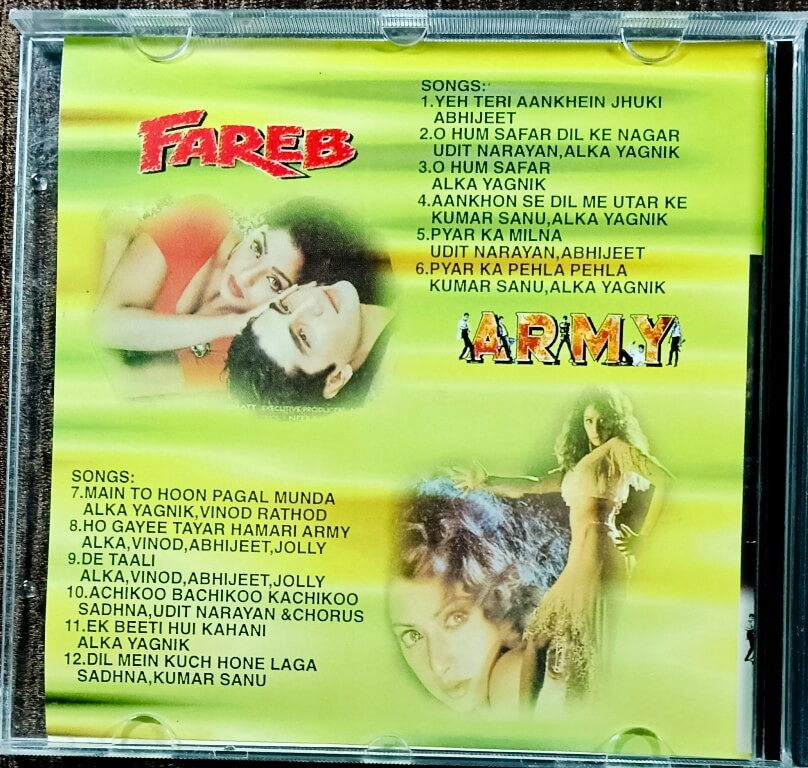 FAREB
SONGS:
1.YEH TERI AANKHEIN JHUKI
ABHIJEET
2.O HUM SAFAR DIL KE NAGAR
UDIT NARAYAN,ALKA YAGNIK
3.O HUM SAFAR
ALKA YAGNIK
4.AANKHON SE DIL ME UTAR KE
KUMAR SANU,ALKA YAGNIK
5.PYAR KA MILNA
UDIT NARAYAN,ABHIJEET
6.PYAR KA PEHLA PEHLA
KUMAR SANU,ALKA YAGNIK
ARMY
ATT EXECUTIVE PRODUCER
SONGS:
7.MAIN TO HOON PAGAL MUNDA
ALKA YAGNIK,VINOD RATHOD
8.HO GAYEE TAYAR HAMARI ARMY
ALKA,VINOD,ABHIJEET,JOLLY
9.DE TAALI
ALKA,VINOD,ABHIJEET,JOLLY
10.ACHIKOO BACHIKOO KACHIKOO
SADHNA,UDIT NARAYAN &CHORUS
11.EK BEETI HUI KAHANI
ALKA YAGNIK
12.DIL MEIN KUCH HONE LAGA
SADHNA,KUMAR SANU